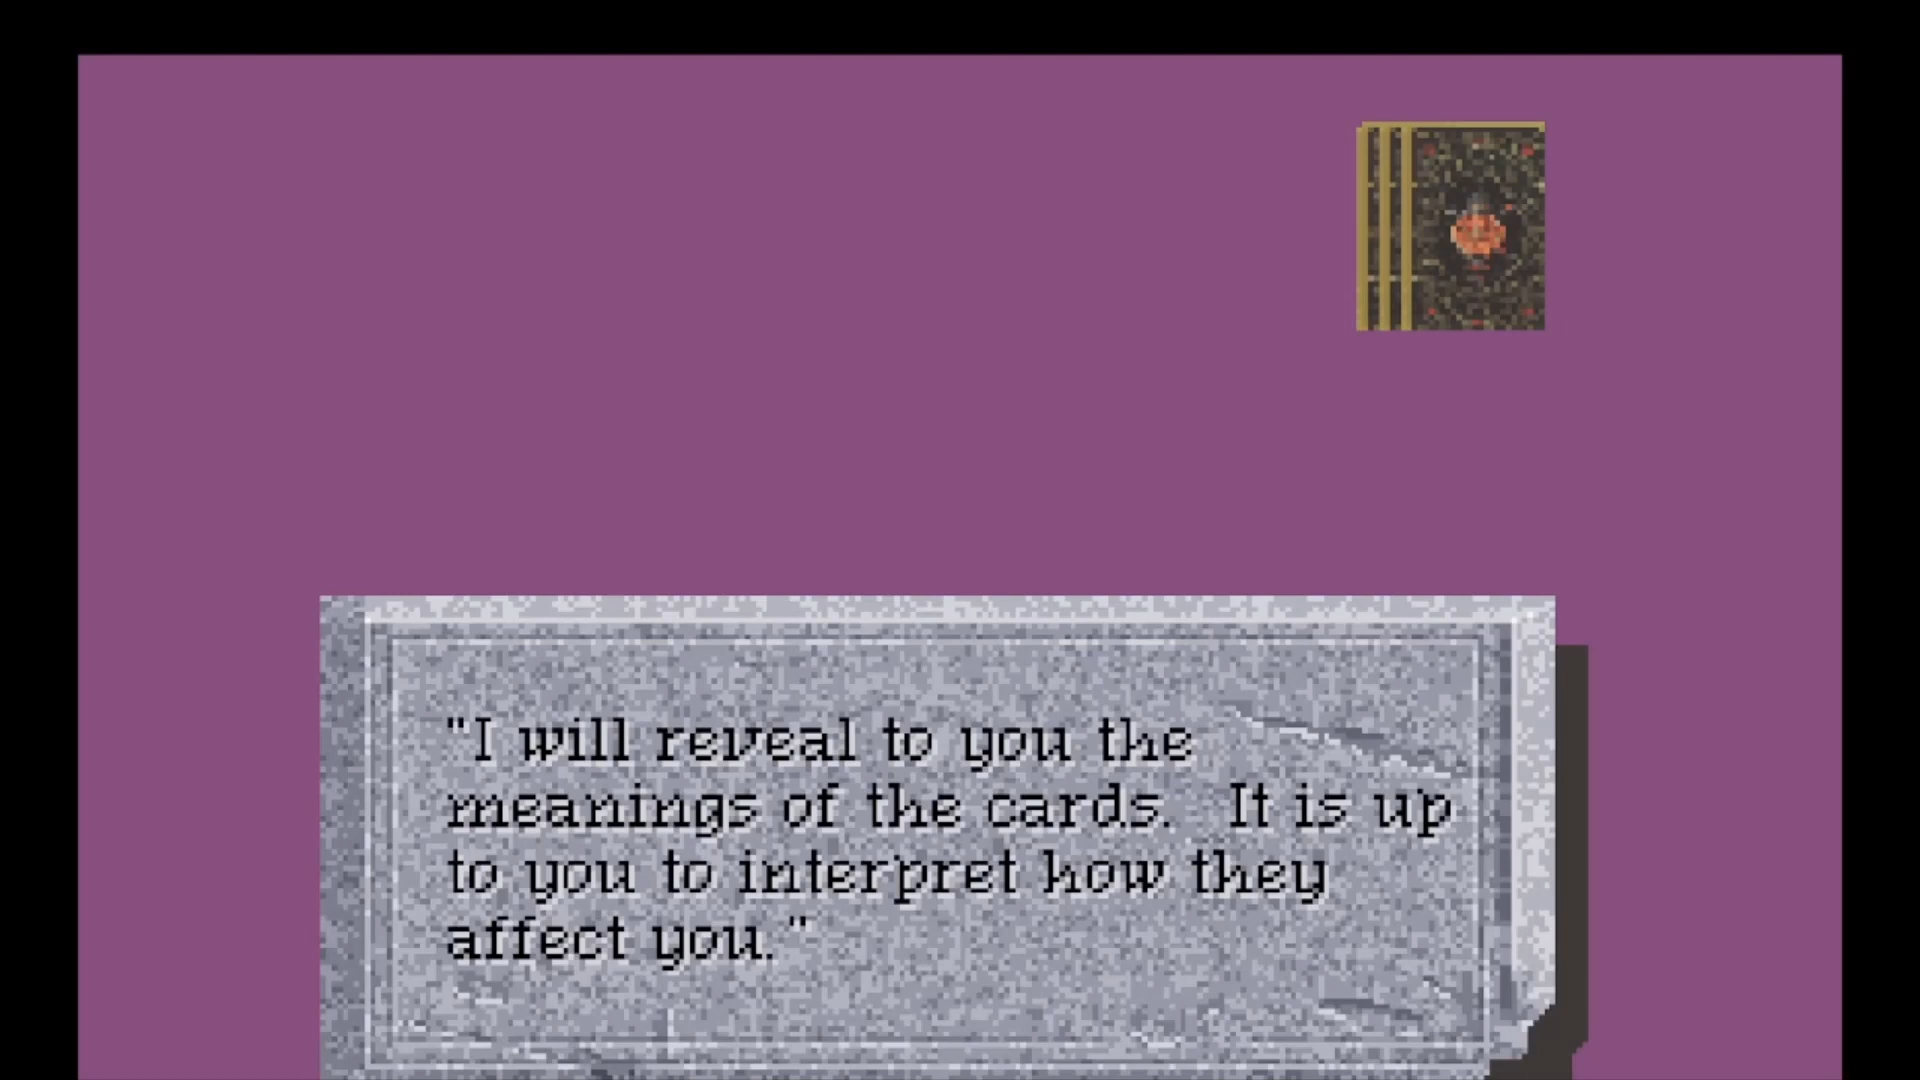 "I will reveal to you the
meanings of the cards.  It is up
to you to interpret how they
affect you."